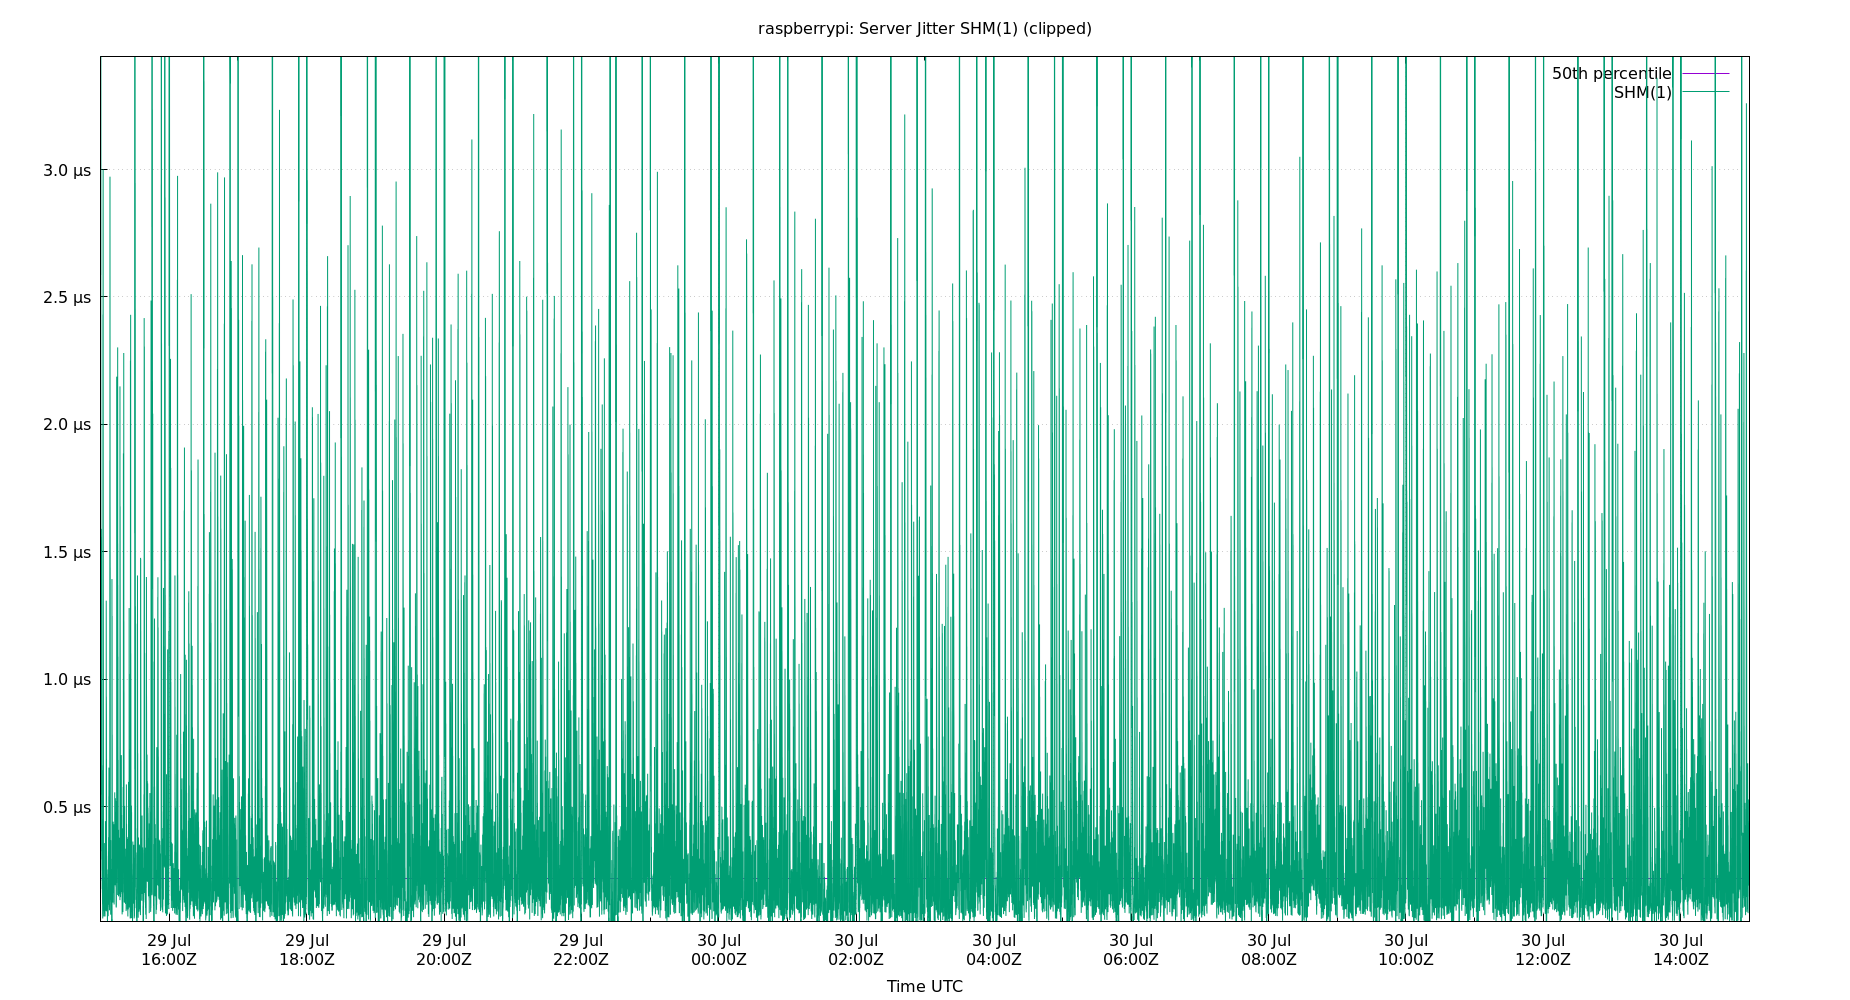 raspberrypi: Server Jitter SHM(1) (clipped)
50th percentile
SHM(1)
3.0 μs
2.5 μs
2.0 μs
1.5 μs
1.0 μs
0.5 μs
29 Jul 29 Jul 29 Jul 29 Jul 30 Jul 30 Jul 30 Jul 30 Jul 30 Jul 30 Jul 30 Jul 30 Jul
16:00Z 18:00Z 20:00Z 22:00Z 00:00Z 02:00Z 04:00Z 06:00Z 08:00Z 10:00Z 12:00Z 14:00Z
Time UTC